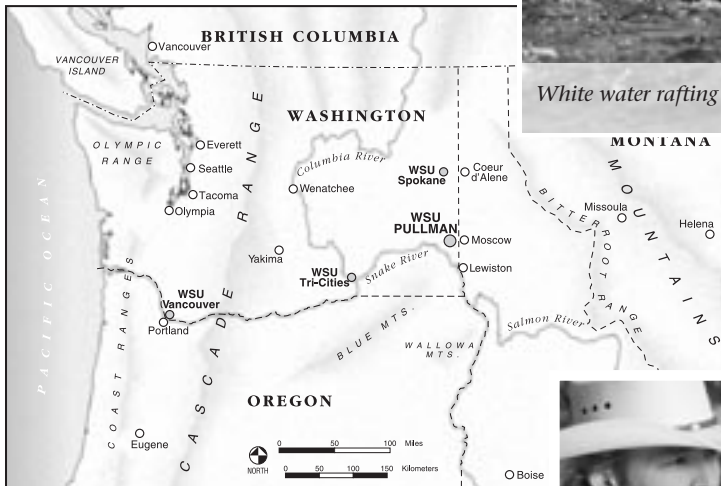 BRITISH COLUMBIA
Vancouver
VANCOUVER
ISLAND
White water rafting
WASHINGTON
MONTANA
OLYMPIC
RANGE
Everett
Seattle
Tacoma
Olympia
Columbia River
Wenatchee
WSU
Spokane
Coeur
d'Alene
WSU
PULLMAN
Moscow
Lewiston
Missoula
Helena
MOUNTAINS
BITTERROOT RANGE
Yakima
WSU
Tri-Cities
Snake River
WSU
Vancouver
Portland
PACIFIC OCEAN
COAST RANGES
CASCADE RANGE
BLUE MTS.
WALLOWA
MTS.
Salmon River
OREGON
Eugene
NORTH
0 50 100 Miles
0 50 100 150 Kilometers
Boise